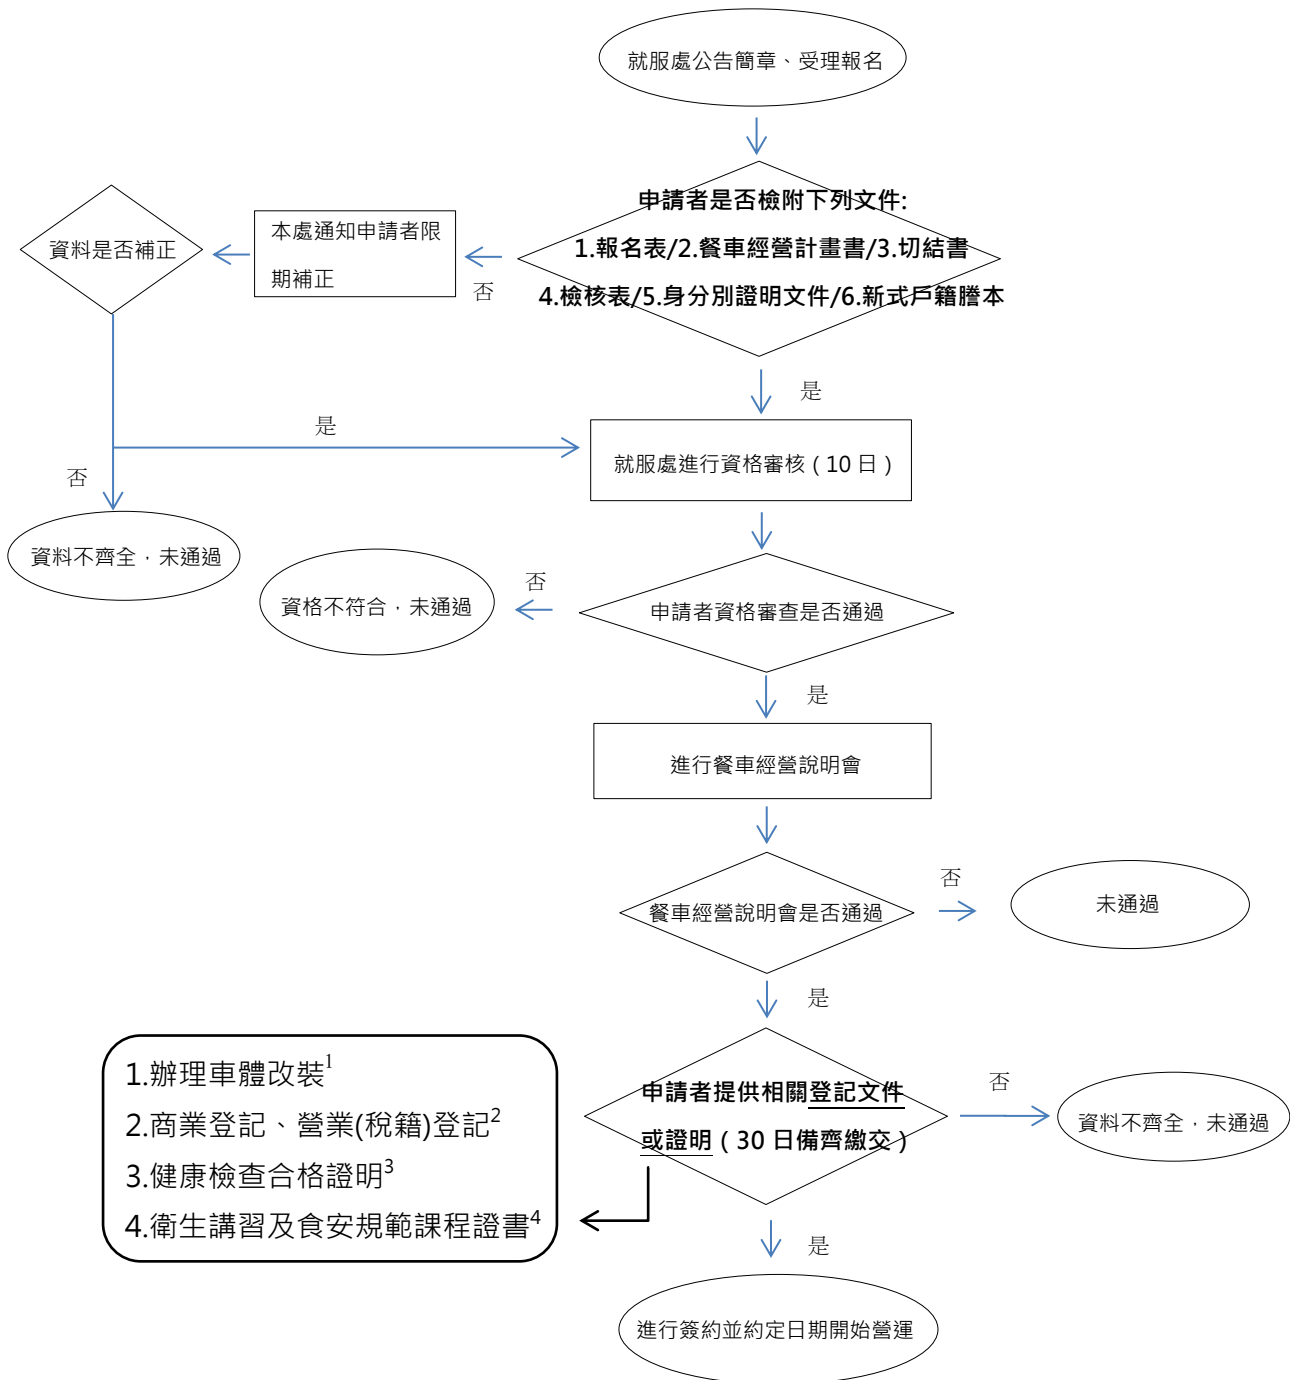 就服處公告簡章、受理報名
申請者是否檢附下列文件:
1.報名表/2.餐車經營計畫書/3.切結書
4.檢核表/5.身分別證明文件/6.新式戶籍謄本
否
本處通知申請者限
期補正
資料是否補正
是
是
否
就服處進行資格審核（10 日）
資料不齊全，未通過
申請者資格審查是否通過
否
資格不符合，未通過
是
進行餐車經營說明會
餐車經營說明會是否通過
否
未通過
是
申請者提供相關登記文件
或證明（30 日備齊繳交）
否
資料不齊全，未通過
1.辦理車體改裝1
2.商業登記、營業(稅籍)登記2
3.健康檢查合格證明3
4.衛生講習及食安規範課程證書4
是
進行簽約並約定日期開始營運